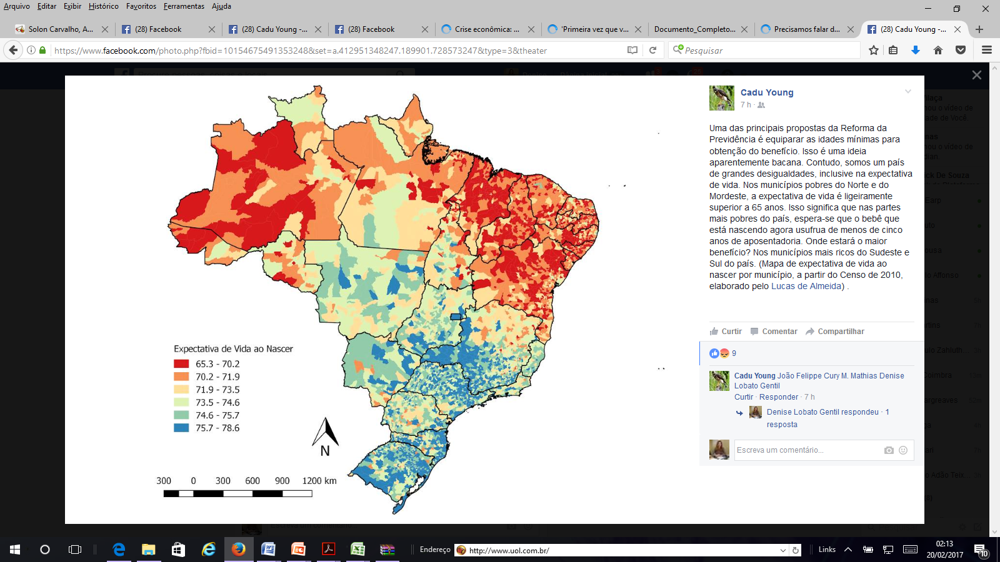 Arquivo Editar Exibir Histórico Favoritos Ferramentas Ajuda
Solon Carvalho, A...
(28) Facebook
(28) Cadu Young -...
(28) Facebook
Crise econômica: ...
'Primeira vez que v...
Documento_Completo...
Precisamos falar d...
(28) Cadu Young -...
https://www.facebook.com/photo.php?fbid=10154675491353248&set=a.412951348247.189901.728573247&type=3&theater
Pesquisar
Cadu Young
7 h
Uma das principais propostas da Reforma da
Previdência é equiparar as idades mínimas para
obtenção do benefício. Isso é uma ideia
aparentemente bacana. Contudo, somos um país
de grandes desigualdades, inclusive na expectativa
de vida. Nos municípios pobres do Norte e do
Mordeste, a expectativa de vida é ligeiramente
superior a 65 anos. Isso significa que nas partes
mais pobres do país, espera-se que o bebê que
está nascendo agora usufrua de menos de cinco
anos de aposentadoria. Onde estará o maior
benefício? Nos municípios mais ricos do Sudeste e
Sul do país. (Mapa de expectativa de vida ao
nascer por município, a partir do Censo de 2010,
elaborado pelo Lucas de Almeida) .
Curtir Comentar Compartilhar
9
Cadu Young João Felippe Cury M. Mathias Denise
Lobato Gentil
Curtir · Responder · 7 h
Denise Lobato Gentil respondeu · 1
resposta
Escreva um comentário...
Expectativa de Vida ao Nascer
65.3 - 70.2
70.2 - 71.9
71.9 - 73.5
73.5 - 74.6
74.6 - 75.7
75.7 - 78.6
N
300 0 300 600 900 1200 km
Endereço http://www.uol.com.br/
Links
02:13
20/02/2017
10